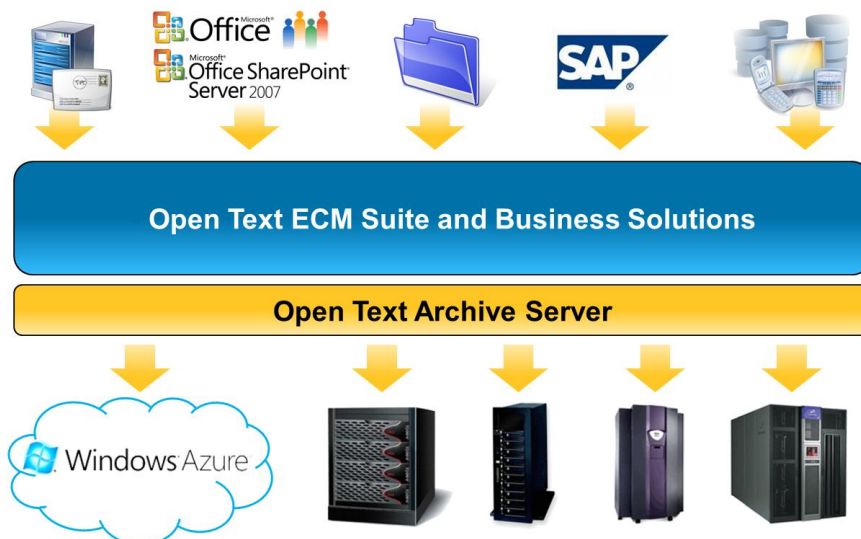 Microsoft®
Office
Microsoft®
Office SharePoint®
Server 2007
SAP
®
Open Text ECM Suite and Business Solutions
Open Text Archive Server
Windows Azure